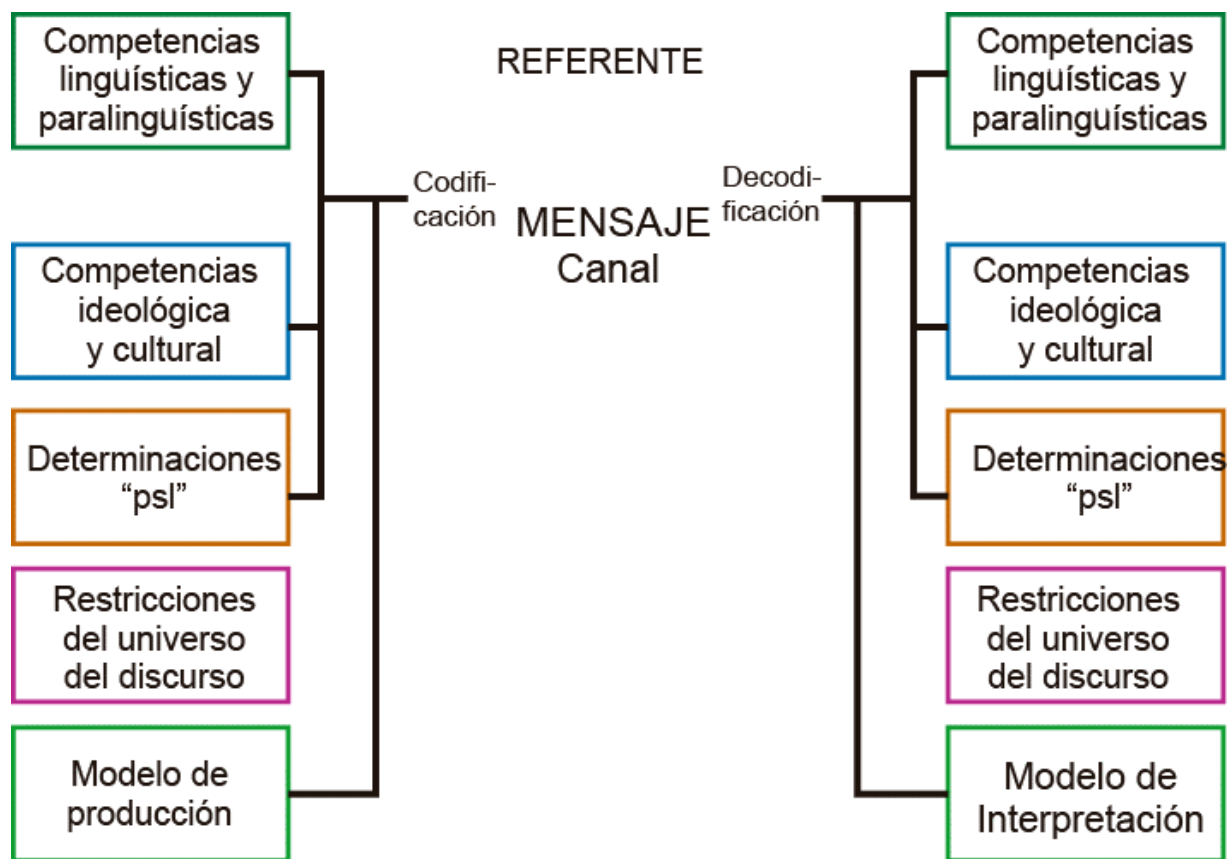 Competencias
lingüísticas y
paralingüísticas
Competencias
ideológica
y cultural
Determinaciones
“psl”
Restricciones
del universo
del discurso
Modelo de
producción
REFERENTE
Codifi-
cación
MENSAJE
Canal
Decodi-
ficación
Competencias
lingüísticas y
paralingüísticas
Competencias
ideológica
y cultural
Determinaciones
“psl”
Restricciones
del universo
del discurso
Modelo de
Interpretación